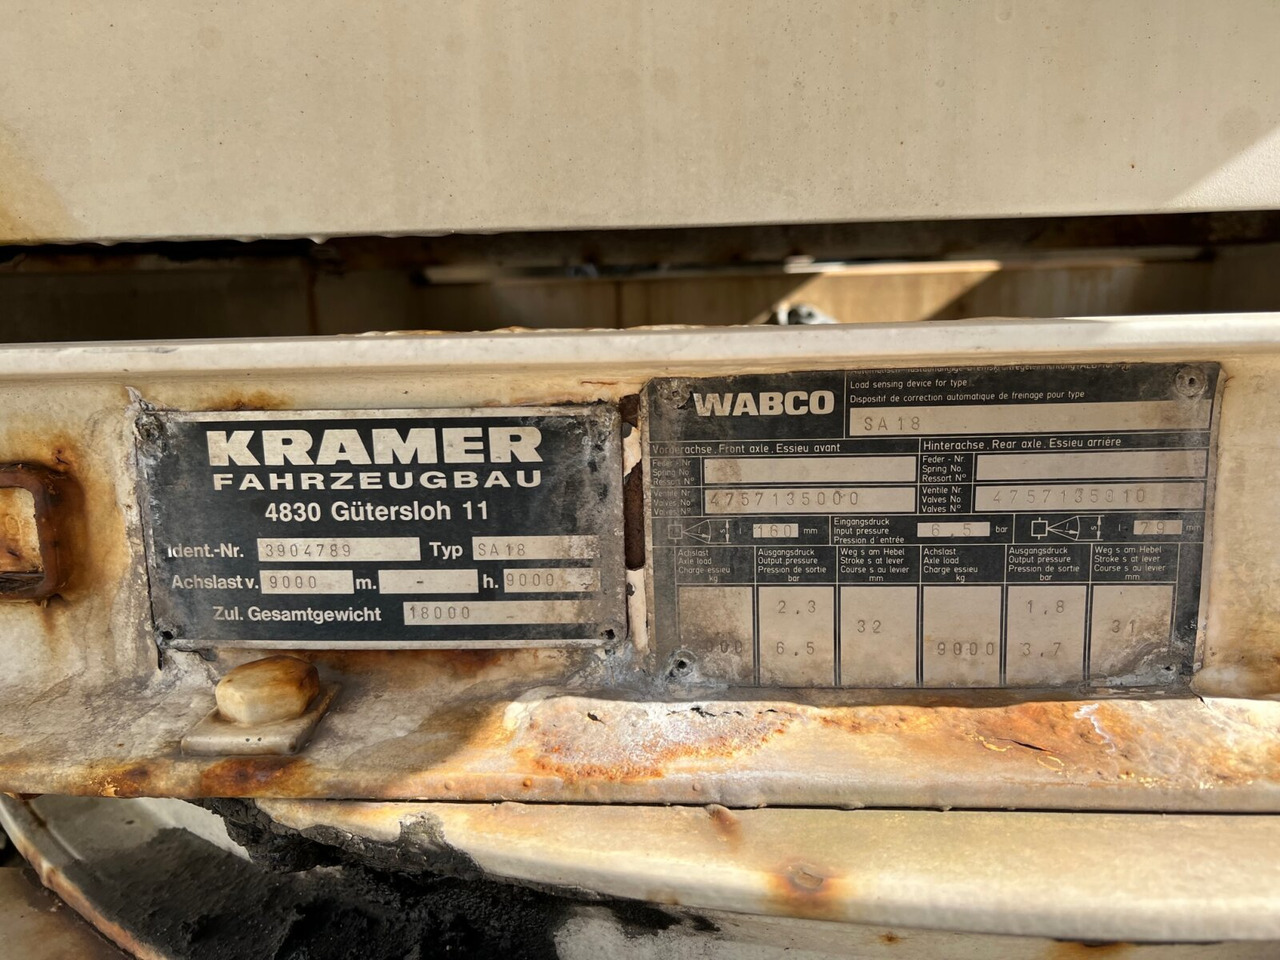 KRAMER
FAHRZEUGBAU
4830 Gütersloh 11
Ident.-Nr. 3904789 Typ SA18
Achslast v. 9000 m. - h. 9000
Zul. Gesamtgewicht 18000 -
WABCO
Load sensing device for type
Dispositif de correction automatique de freinage pour type
SA18
Vorderachse, Front axle, Essieu avant
Hinterachse, Rear axle, Essieu arrière
Feder - Nr.
Spring No.
Ressort N°
Feder - Nr.
Spring No.
Ressort N°
Ventile Nr.
Valves No.
Valves N°
4757135000
Ventile Nr.
Valves No.
Valves N°
4757135010
160 mm
Eingangsdruck
Input pressure
Pression d'entrée
6.5 bar
79 mm
Achslast
Axle load
Charge essieu
kg
Ausgangsdruck
Output pressure
Pression de sortie
bar
Weg s am Hebel
Stroke s at lever
Course s au levier
mm
Achslast
Axle load
Charge essieu
kg
Ausgangsdruck
Output pressure
Pression de sortie
bar
Weg s am Hebel
Stroke s at lever
Course s au levier
mm
2,3 1,8
32 31
6.5 9000 3.7